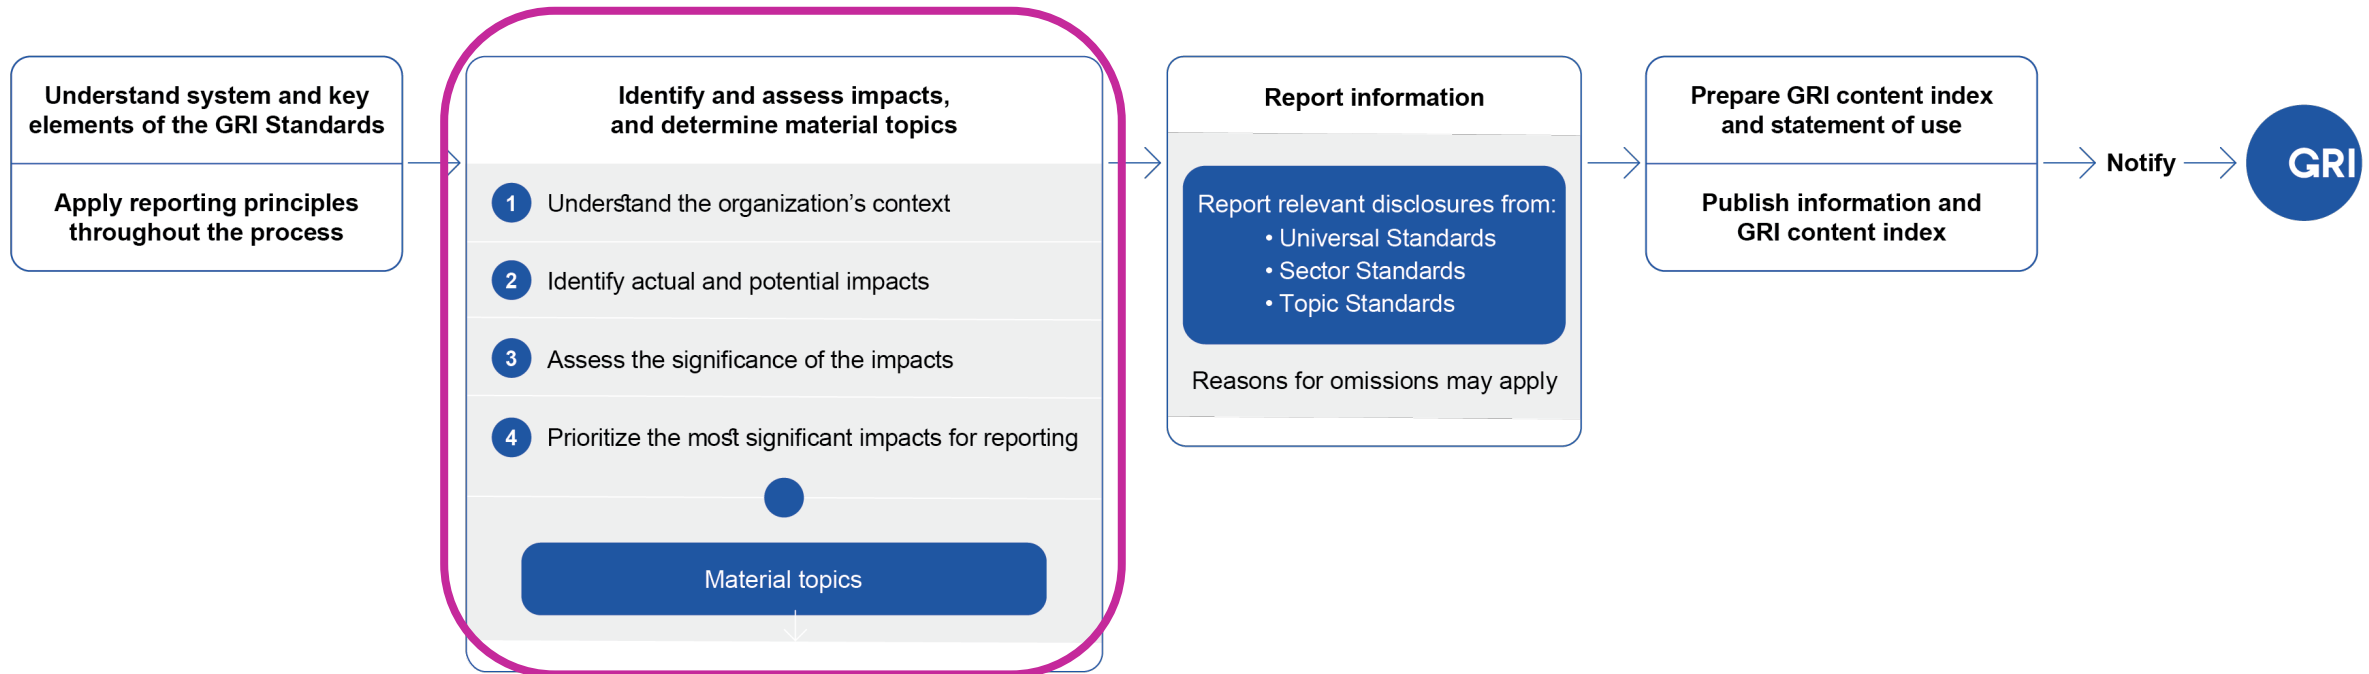 Understand system and key
elements of the GRI Standards
Apply reporting principles
throughout the process
Identify and assess impacts,
and determine material topics
1 Understand the organization’s context
2 Identify actual and potential impacts
3 Assess the significance of the impacts
4 Prioritize the most significant impacts for reporting
Material topics
Report information
Report relevant disclosures from:
• Universal Standards
• Sector Standards
• Topic Standards
Reasons for omissions may apply
Prepare GRI content index
and statement of use
Publish information and
GRI content index
Notify
GRI